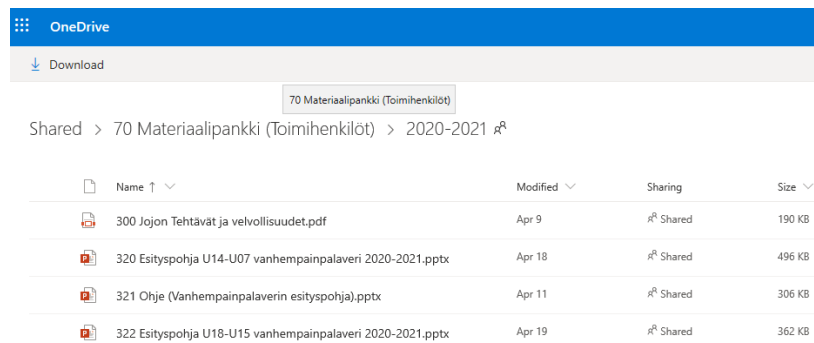 OneDrive
Download
70 Materiaalipankki (Toimihenkilöt)
Shared > 70 Materiaalipankki (Toimihenkilöt) > 2020-2021
Name ↑ Modified Sharing Size
300 Jojon Tehtävät ja velvollisuudet.pdf Apr 9 Shared 190 KB
320 Esityspohja U14-U07 vanhempainpalaveri 2020-2021.pptx Apr 18 Shared 496 KB
321 Ohje (Vanhempainpalaverin esityspohja).pptx Apr 11 Shared 306 KB
322 Esityspohja U18-U15 vanhempainpalaveri 2020-2021.pptx Apr 19 Shared 362 KB